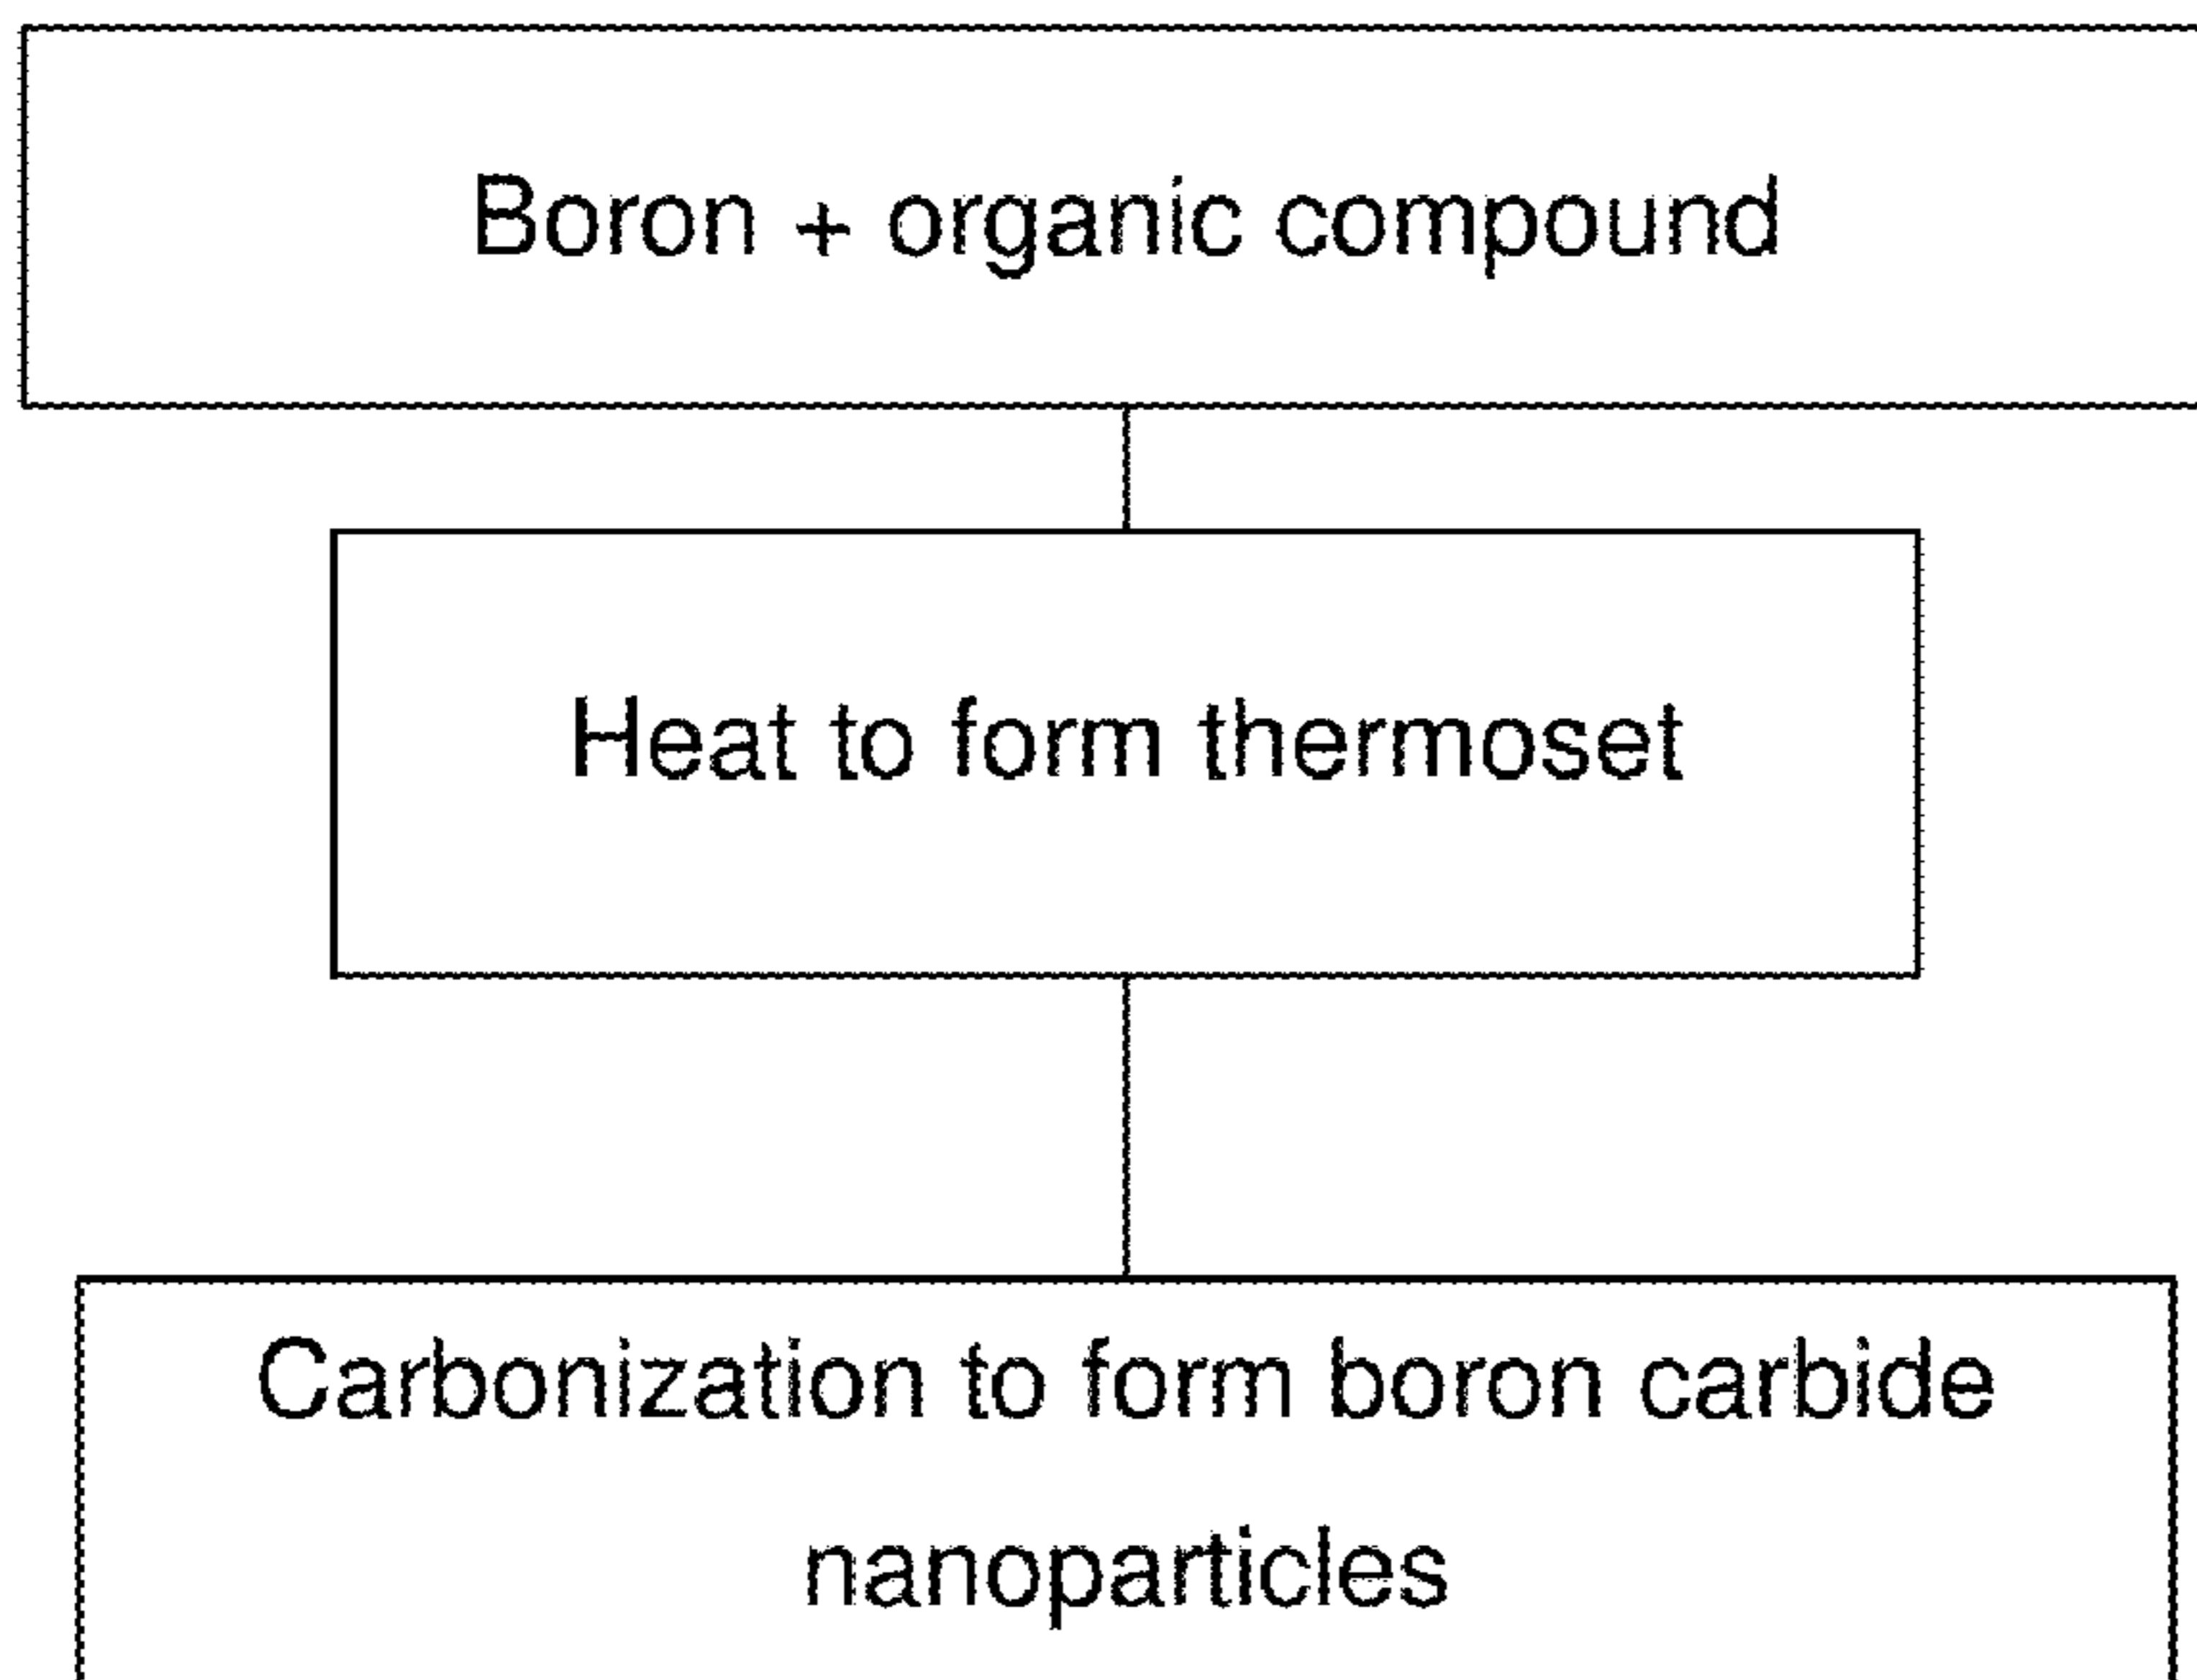 Boron + organic compound
Heat to form thermoset
Carbonization to form boron carbide
nanoparticles